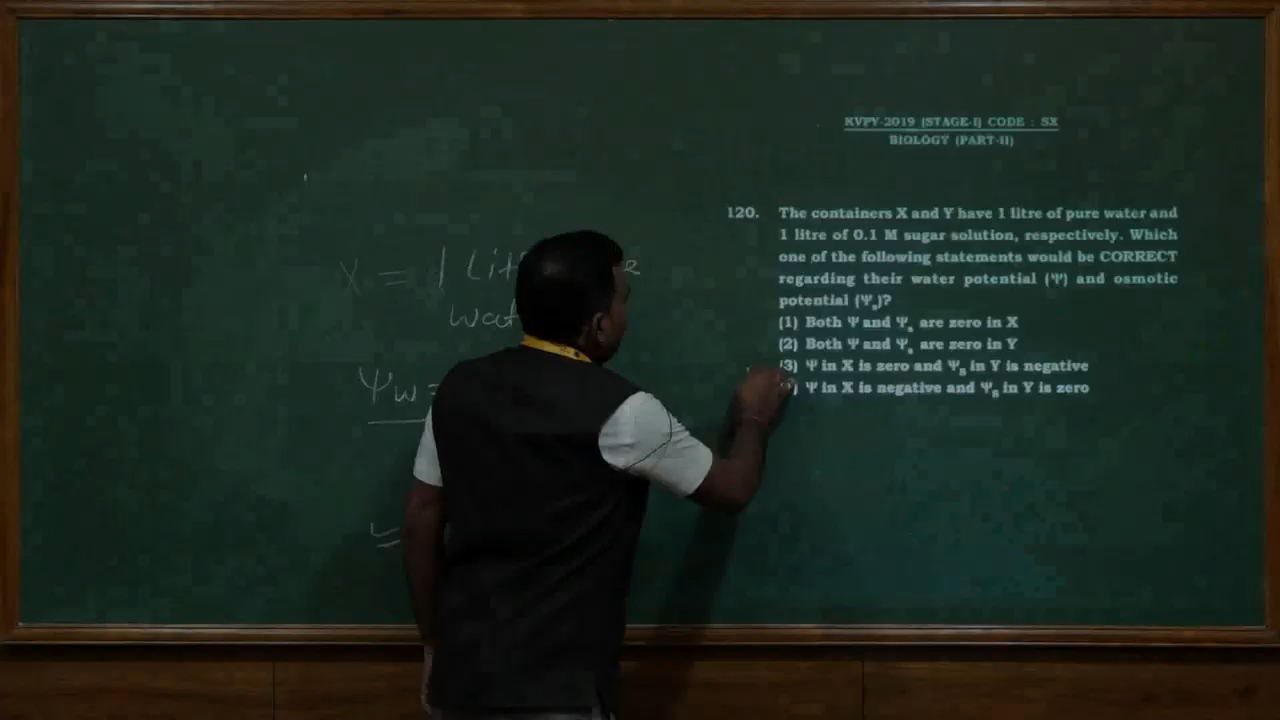 KVPY-2019 (STAGE-I) CODE : SX
BIOLOGY (PART-II)
120. The containers X and Y have 1 litre of pure water and
1 litre of 0.1 M sugar solution, respectively. Which
one of the following statements would be CORRECT
regarding their water potential (Ψ) and osmotic
potential (Ψₛ)?
(1) Both Ψ and Ψₛ are zero in X
(2) Both Ψ and Ψₛ are zero in Y
3) Ψ in X is zero and Ψₛ in Y is negative
) Ψ in X is negative and Ψₛ in Y is zero
X = 1 Lit
Wat
Ψw =